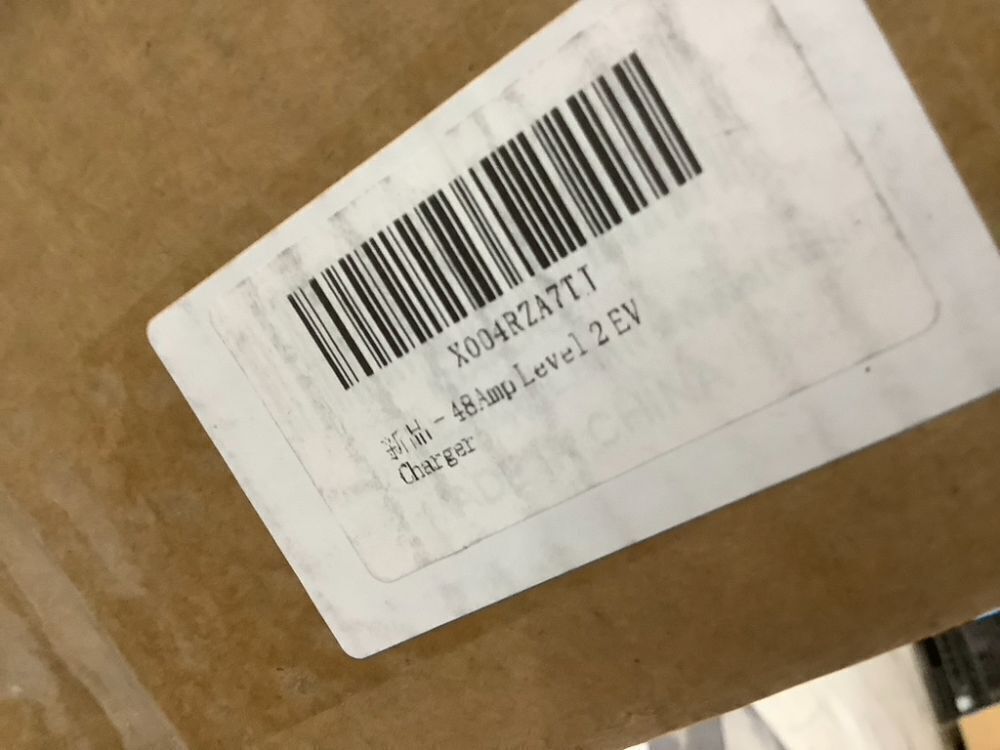 X004RZA7TJ
新品 - 48Amp Level 2 EV
Charger